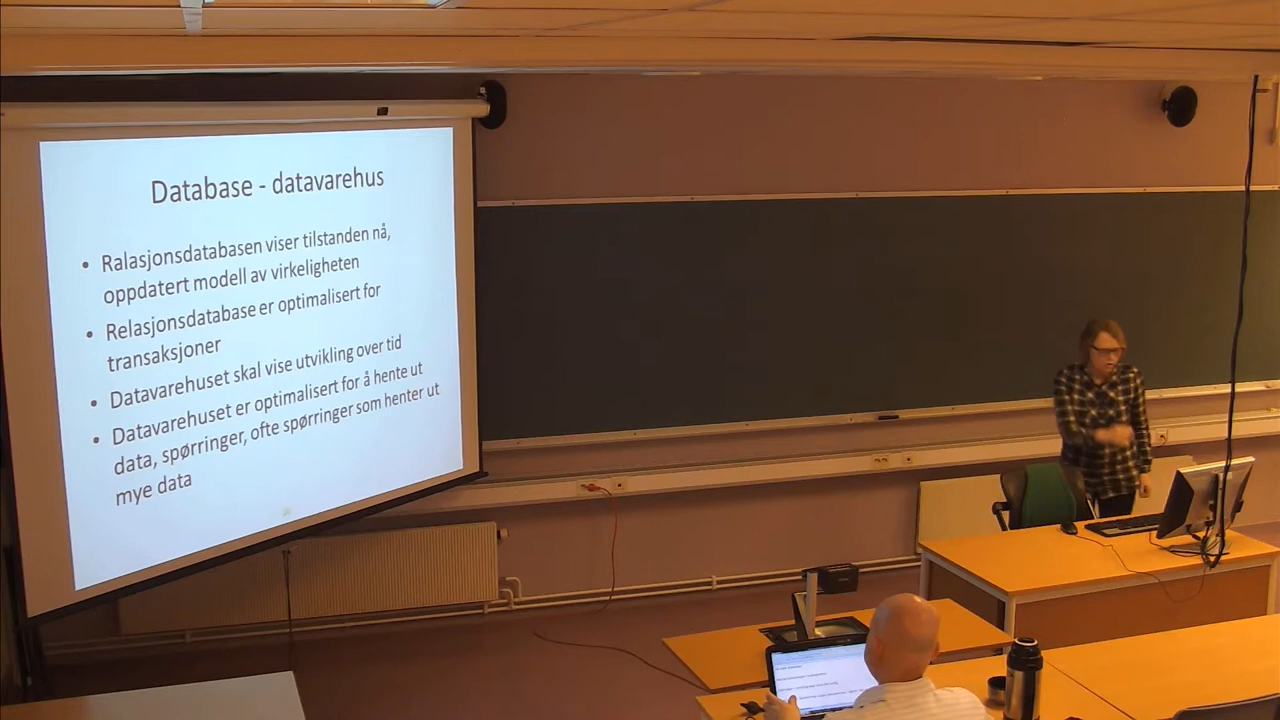 Database - datavarehus
• Ralasjonsdatabasen viser tilstanden nå,
oppdatert modell av virkeligheten
• Relasjonsdatabase er optimalisert for
transaksjoner
• Datavarehuset skal vise utvikling over tid
• Datavarehuset er optimalisert for å hente ut
data, spørringer, ofte spørringer som henter ut
mye data